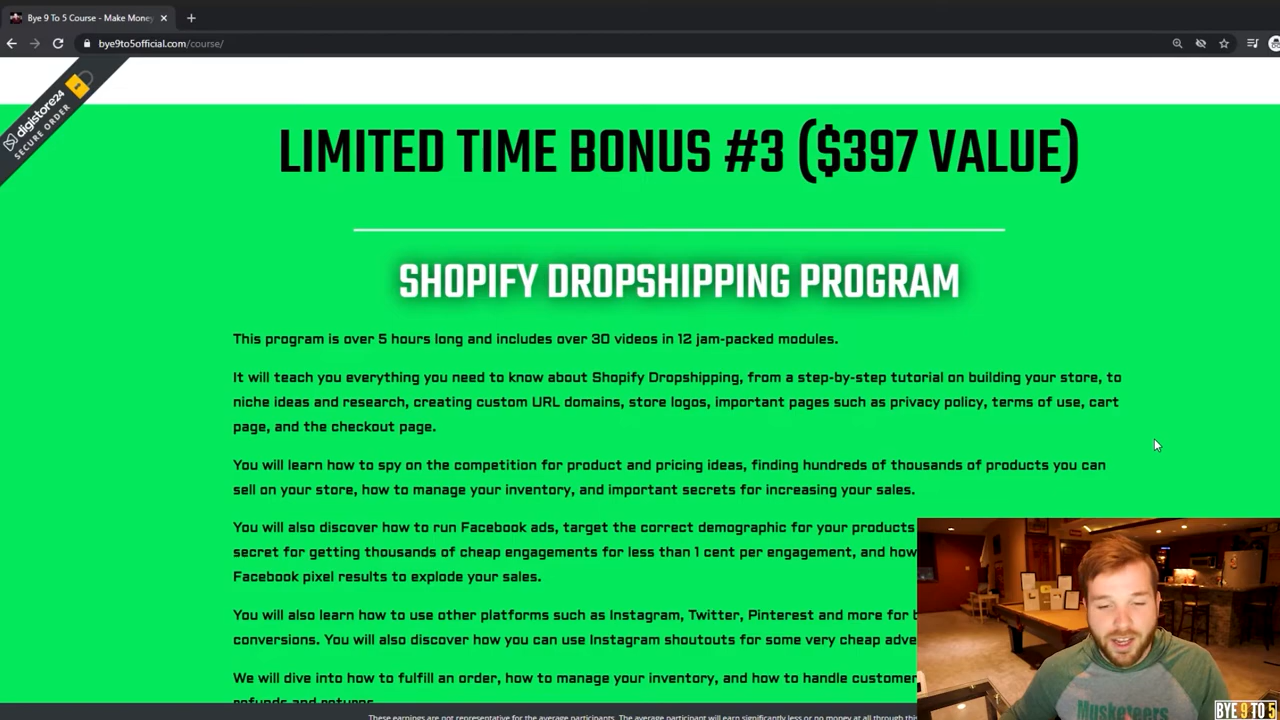 Bye 9 To 5 Course - Make Money
bye9to5official.com/course/
digistore24
SECURE ORDER
LIMITED TIME BONUS #3 ($397 VALUE)
SHOPIFY DROPSHIPPING PROGRAM
This program is over 5 hours long and includes over 30 videos in 12 jam-packed modules.
It will teach you everything you need to know about Shopify Dropshipping, from a step-by-step tutorial on building your store, to
niche ideas and research, creating custom URL domains, store logos, important pages such as privacy policy, terms of use, cart
page, and the checkout page.
You will learn how to spy on the competition for product and pricing ideas, finding hundreds of thousands of products you can
sell on your store, how to manage your inventory, and important secrets for increasing your sales.
You will also discover how to run Facebook ads, target the correct demographic for your products
secret for getting thousands of cheap engagements for less than 1 cent per engagement, and how
Facebook pixel results to explode your sales.
You will also learn how to use other platforms such as Instagram, Twitter, Pinterest and more for
conversions. You will also discover how you can use Instagram shoutouts for some very cheap
We will dive into how to fulfill an order, how to manage your inventory, and how to handle customer
refunds and returns.
These earnings are not representative for the average participants. The average participant will earn significantly less or no money at all through this
Musketeers
BYE 9 TO 5